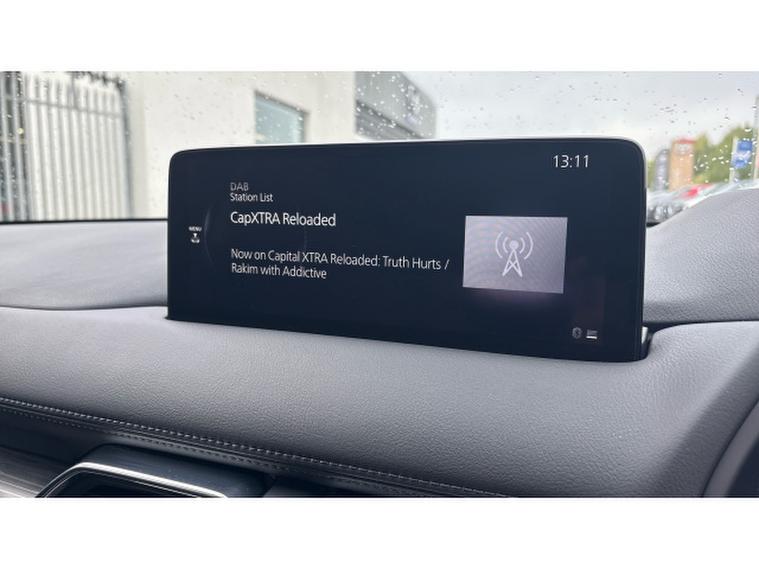 13:11
DAB
Station List
CapXTRA Reloaded
MENU
Now on Capital XTRA Reloaded: Truth Hurts /
Rakim with Addictive